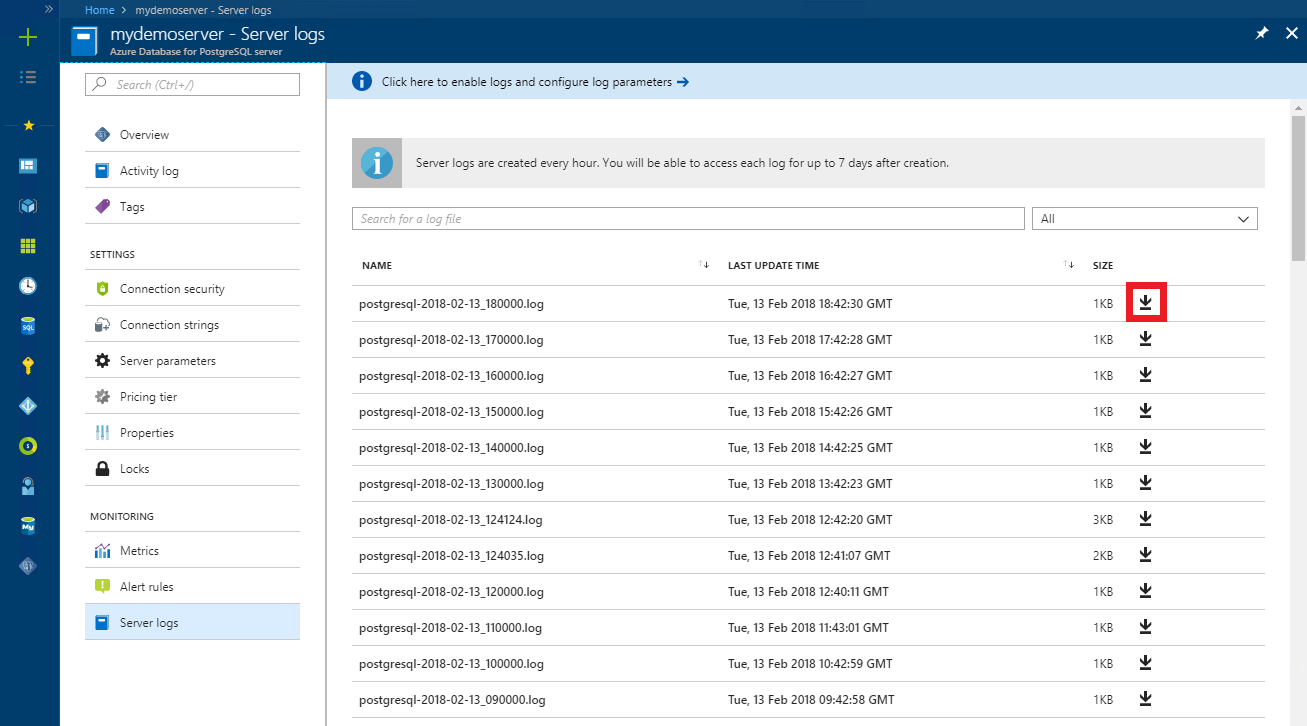 Home > mydemoserver - Server logs
mydemoserver - Server logs
Azure Database for PostgreSQL server
Search (Ctrl+/)
Overview
Activity log
Tags
SETTINGS
Connection security
Connection strings
Server parameters
Pricing tier
Properties
Locks
MONITORING
Metrics
Alert rules
Server logs
Click here to enable logs and configure log parameters →
Server logs are created every hour. You will be able to access each log for up to 7 days after creation.
Search for a log file All
NAME LAST UPDATE TIME SIZE
postgresql-2018-02-13_180000.log Tue, 13 Feb 2018 18:42:30 GMT 1KB
postgresql-2018-02-13_170000.log Tue, 13 Feb 2018 17:42:28 GMT 1KB
postgresql-2018-02-13_160000.log Tue, 13 Feb 2018 16:42:27 GMT 1KB
postgresql-2018-02-13_150000.log Tue, 13 Feb 2018 15:42:26 GMT 1KB
postgresql-2018-02-13_140000.log Tue, 13 Feb 2018 14:42:25 GMT 1KB
postgresql-2018-02-13_130000.log Tue, 13 Feb 2018 13:42:23 GMT 1KB
postgresql-2018-02-13_124124.log Tue, 13 Feb 2018 12:42:20 GMT 3KB
postgresql-2018-02-13_124035.log Tue, 13 Feb 2018 12:41:07 GMT 2KB
postgresql-2018-02-13_120000.log Tue, 13 Feb 2018 12:40:11 GMT 1KB
postgresql-2018-02-13_110000.log Tue, 13 Feb 2018 11:43:01 GMT 1KB
postgresql-2018-02-13_100000.log Tue, 13 Feb 2018 10:42:59 GMT 1KB
postgresql-2018-02-13_090000.log Tue, 13 Feb 2018 09:42:58 GMT 1KB
SQL
My